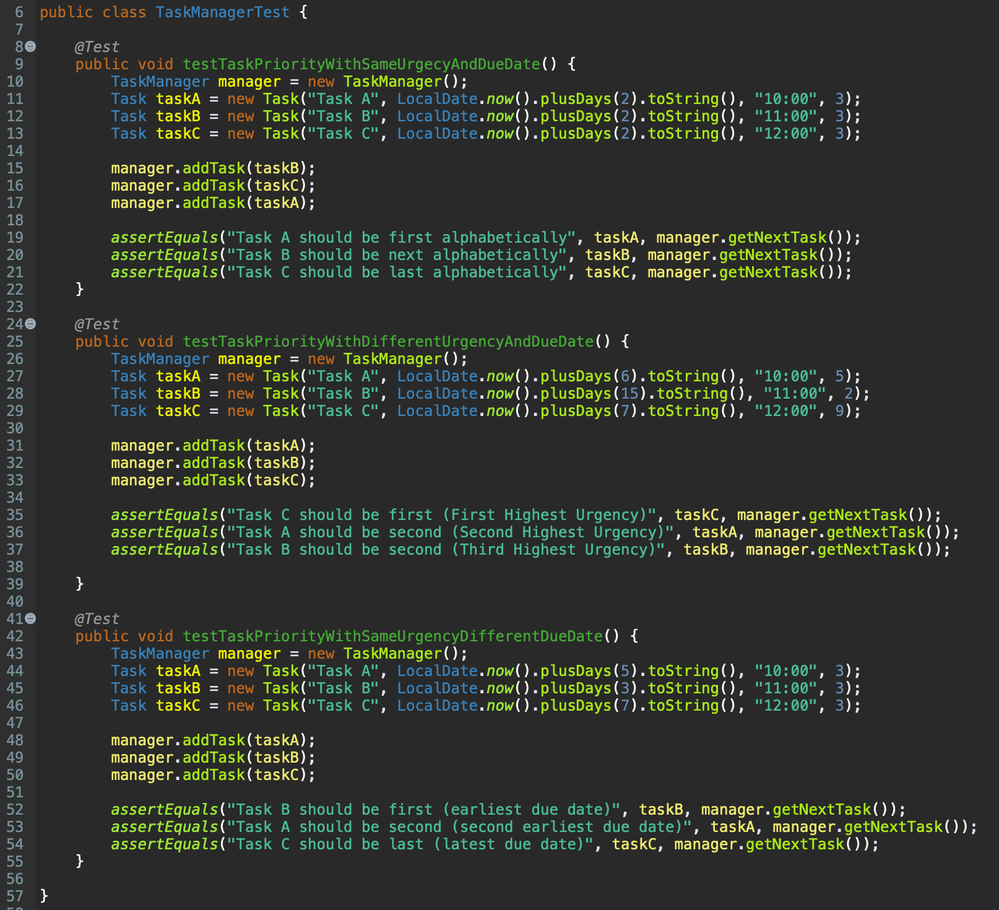 6 public class TaskManagerTest {
7
8 @Test
9 public void testTaskPriorityWithSameUrgecyAndDueDate() {
10 TaskManager manager = new TaskManager();
11 Task taskA = new Task("Task A", LocalDate.now().plusDays(2).toString(), "10:00", 3);
12 Task taskB = new Task("Task B", LocalDate.now().plusDays(2).toString(), "11:00", 3);
13 Task taskC = new Task("Task C", LocalDate.now().plusDays(2).toString(), "12:00", 3);
14
15 manager.addTask(taskB);
16 manager.addTask(taskC);
17 manager.addTask(taskA);
18
19 assertEquals("Task A should be first alphabetically", taskA, manager.getNextTask());
20 assertEquals("Task B should be next alphabetically", taskB, manager.getNextTask());
21 assertEquals("Task C should be last alphabetically", taskC, manager.getNextTask());
22 }
23
24 @Test
25 public void testTaskPriorityWithDifferentUrgencyAndDueDate() {
26 TaskManager manager = new TaskManager();
27 Task taskA = new Task("Task A", LocalDate.now().plusDays(6).toString(), "10:00", 5);
28 Task taskB = new Task("Task B", LocalDate.now().plusDays(15).toString(), "11:00", 2);
29 Task taskC = new Task("Task C", LocalDate.now().plusDays(7).toString(), "12:00", 9);
30
31 manager.addTask(taskA);
32 manager.addTask(taskB);
33 manager.addTask(taskC);
34
35 assertEquals("Task C should be first (First Highest Urgency)", taskC, manager.getNextTask());
36 assertEquals("Task A should be second (Second Highest Urgency)", taskA, manager.getNextTask());
37 assertEquals("Task B should be second (Third Highest Urgency)", taskB, manager.getNextTask());
38
39 }
40
41 @Test
42 public void testTaskPriorityWithSameUrgencyDifferentDueDate() {
43 TaskManager manager = new TaskManager();
44 Task taskA = new Task("Task A", LocalDate.now().plusDays(5).toString(), "10:00", 3);
45 Task taskB = new Task("Task B", LocalDate.now().plusDays(3).toString(), "11:00", 3);
46 Task taskC = new Task("Task C", LocalDate.now().plusDays(7).toString(), "12:00", 3);
47
48 manager.addTask(taskA);
49 manager.addTask(taskB);
50 manager.addTask(taskC);
51
52 assertEquals("Task B should be first (earliest due date)", taskB, manager.getNextTask());
53 assertEquals("Task A should be second (second earliest due date)", taskA, manager.getNextTask());
54 assertEquals("Task C should be last (latest due date)", taskC, manager.getNextTask());
55 }
56
57 }